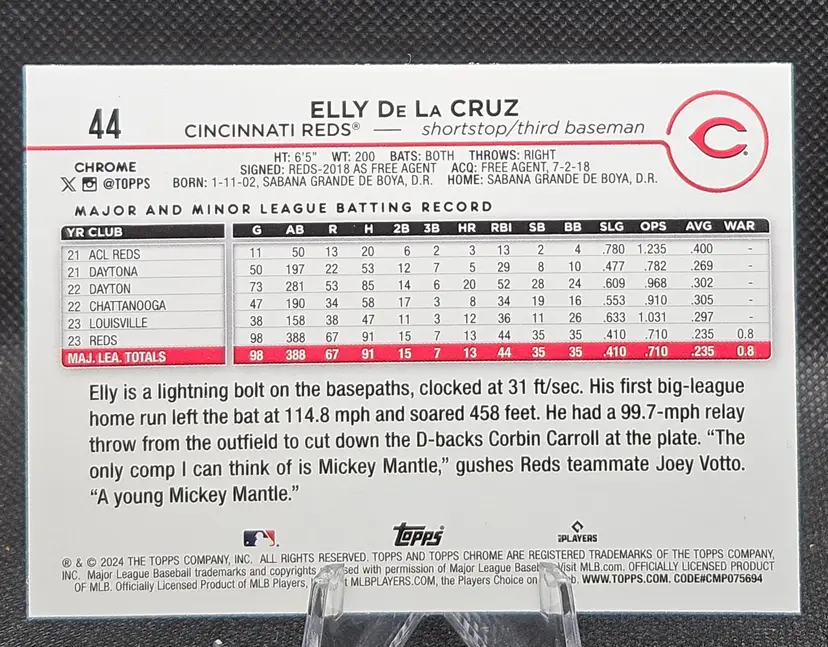 44
ELLY DE LA CRUZ
CINCINNATI REDS® — shortstop/third baseman
C
HT: 6'5" WT: 200 BATS: BOTH THROWS: RIGHT
SIGNED: REDS-2018 AS FREE AGENT ACQ: FREE AGENT, 7-2-18
BORN: 1-11-02, SABANA GRANDE DE BOYA, D.R. HOME: SABANA GRANDE DE BOYA, D.R.
CHROME
X @TOPPS
MAJOR AND MINOR LEAGUE BATTING RECORD
YR CLUB G AB R H 2B 3B HR RBI SB BB SLG OPS AVG WAR
21 ACL REDS 11 50 13 20 6 2 3 13 2 4 .780 1.235 .400 -
21 DAYTONA 50 197 22 53 12 7 5 29 8 10 .477 .782 .269 -
22 DAYTON 73 281 53 85 14 6 20 52 28 24 .609 .968 .302 -
22 CHATTANOOGA 47 190 34 58 17 3 8 34 19 16 .553 .910 .305 -
23 LOUISVILLE 38 158 38 47 11 3 12 36 11 26 .633 1.031 .297 -
23 REDS 98 388 67 91 15 7 13 44 35 35 .410 .710 .235 0.8
MAJ. LEA. TOTALS 98 388 67 91 15 7 13 44 35 35 .410 .710 .235 0.8
Elly is a lightning bolt on the basepaths, clocked at 31 ft/sec. His first big-league
home run left the bat at 114.8 mph and soared 458 feet. He had a 99.7-mph relay
throw from the outfield to cut down the D-backs Corbin Carroll at the plate. “The
only comp I can think of is Mickey Mantle,” gushes Reds teammate Joey Votto.
“A young Mickey Mantle.”
Topps
PLAYERS
® & © 2024 THE TOPPS COMPANY, INC. ALL RIGHTS RESERVED. TOPPS AND TOPPS CHROME ARE REGISTERED TRADEMARKS OF THE TOPPS COMPANY,
INC. Major League Baseball trademarks and copyrights sed with permission of Major League Baseb Visit MLB.com. OFFICIALLY LICENSED PRODUCT
OF MLB. Officially Licensed Product of MLB Players, t MLBPLAYERS.COM, the Players Choice on b. WWW.TOPPS.COM. CODE#CMP075694